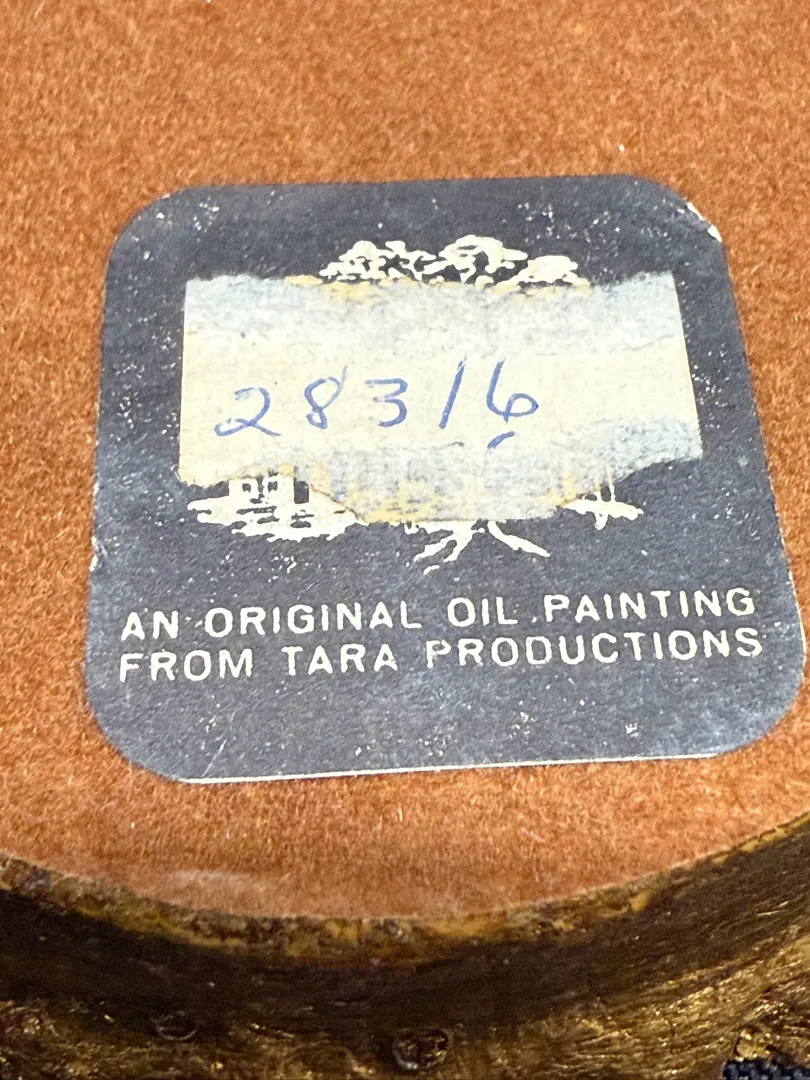 28316
AN ORIGINAL OIL PAINTING
FROM TARA PRODUCTIONS